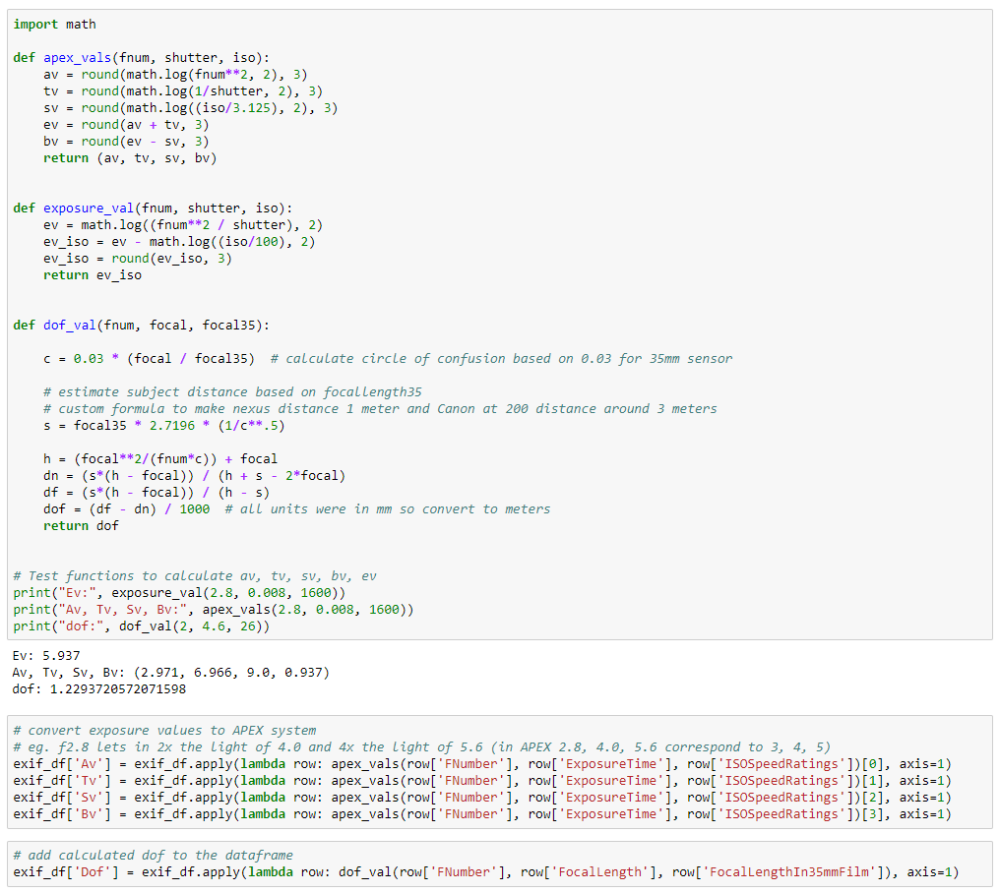 import math

def apex_vals(fnum, shutter, iso):
    av = round(math.log(fnum**2, 2), 3)
    tv = round(math.log(1/shutter, 2), 3)
    sv = round(math.log((iso/3.125), 2), 3)
    ev = round(av + tv, 3)
    bv = round(ev - sv, 3)
    return (av, tv, sv, bv)

def exposure_val(fnum, shutter, iso):
    ev = math.log((fnum**2 / shutter), 2)
    ev_iso = ev - math.log((iso/100), 2)
    ev_iso = round(ev_iso, 3)
    return ev_iso

def dof_val(fnum, focal, focal35):

    c = 0.03 * (focal / focal35)  # calculate circle of confusion based on 0.03 for 35mm sensor

    # estimate subject distance based on focallength35
    # custom formula to make nexus distance 1 meter and Canon at 200 distance around 3 meters
    s = focal35 * 2.7196 * (1/c**.5)

    h = (focal**2/(fnum*c)) + focal
    dn = (s*(h - focal)) / (h + s - 2*focal)
    df = (s*(h - focal)) / (h - s)
    dof = (df - dn) / 1000  # all units were in mm so convert to meters
    return dof

# Test functions to calculate av, tv, sv, bv, ev
print("Ev:", exposure_val(2.8, 0.008, 1600))
print("Av, Tv, Sv, Bv:", apex_vals(2.8, 0.008, 1600))
print("dof:", dof_val(2, 4.6, 26))

Ev: 5.937
Av, Tv, Sv, Bv: (2.971, 6.966, 9.0, 0.937)
dof: 1.2293720572071598

# convert exposure values to APEX system
# eg. f2.8 lets in 2x the light of 4.0 and 4x the light of 5.6 (in APEX 2.8, 4.0, 5.6 correspond to 3, 4, 5)
exif_df['Av'] = exif_df.apply(lambda row: apex_vals(row['FNumber'], row['ExposureTime'], row['ISOSpeedRatings'])[0], axis=1)
exif_df['Tv'] = exif_df.apply(lambda row: apex_vals(row['FNumber'], row['ExposureTime'], row['ISOSpeedRatings'])[1], axis=1)
exif_df['Sv'] = exif_df.apply(lambda row: apex_vals(row['FNumber'], row['ExposureTime'], row['ISOSpeedRatings'])[2], axis=1)
exif_df['Bv'] = exif_df.apply(lambda row: apex_vals(row['FNumber'], row['ExposureTime'], row['ISOSpeedRatings'])[3], axis=1)

# add calculated dof to the dataframe
exif_df['Dof'] = exif_df.apply(lambda row: dof_val(row['FNumber'], row['FocalLength'], row['FocalLengthIn35mmFilm']), axis=1)